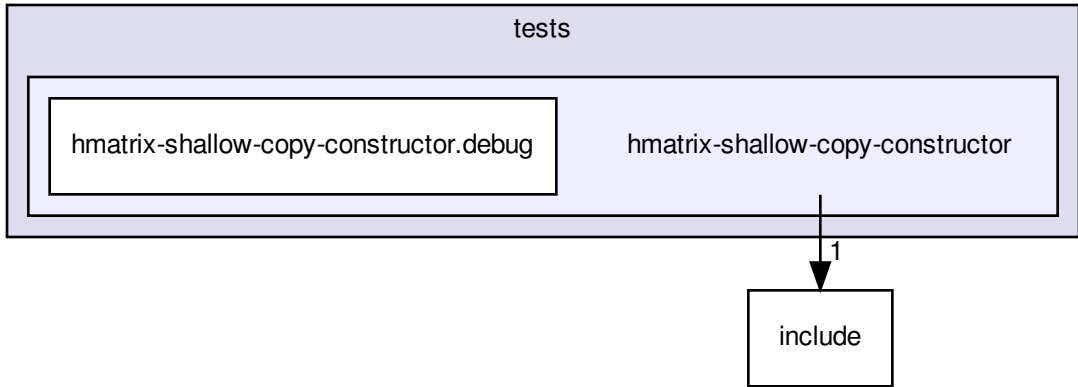 tests
hmatrix-shallow-copy-constructor.debug
hmatrix-shallow-copy-constructor
1
include